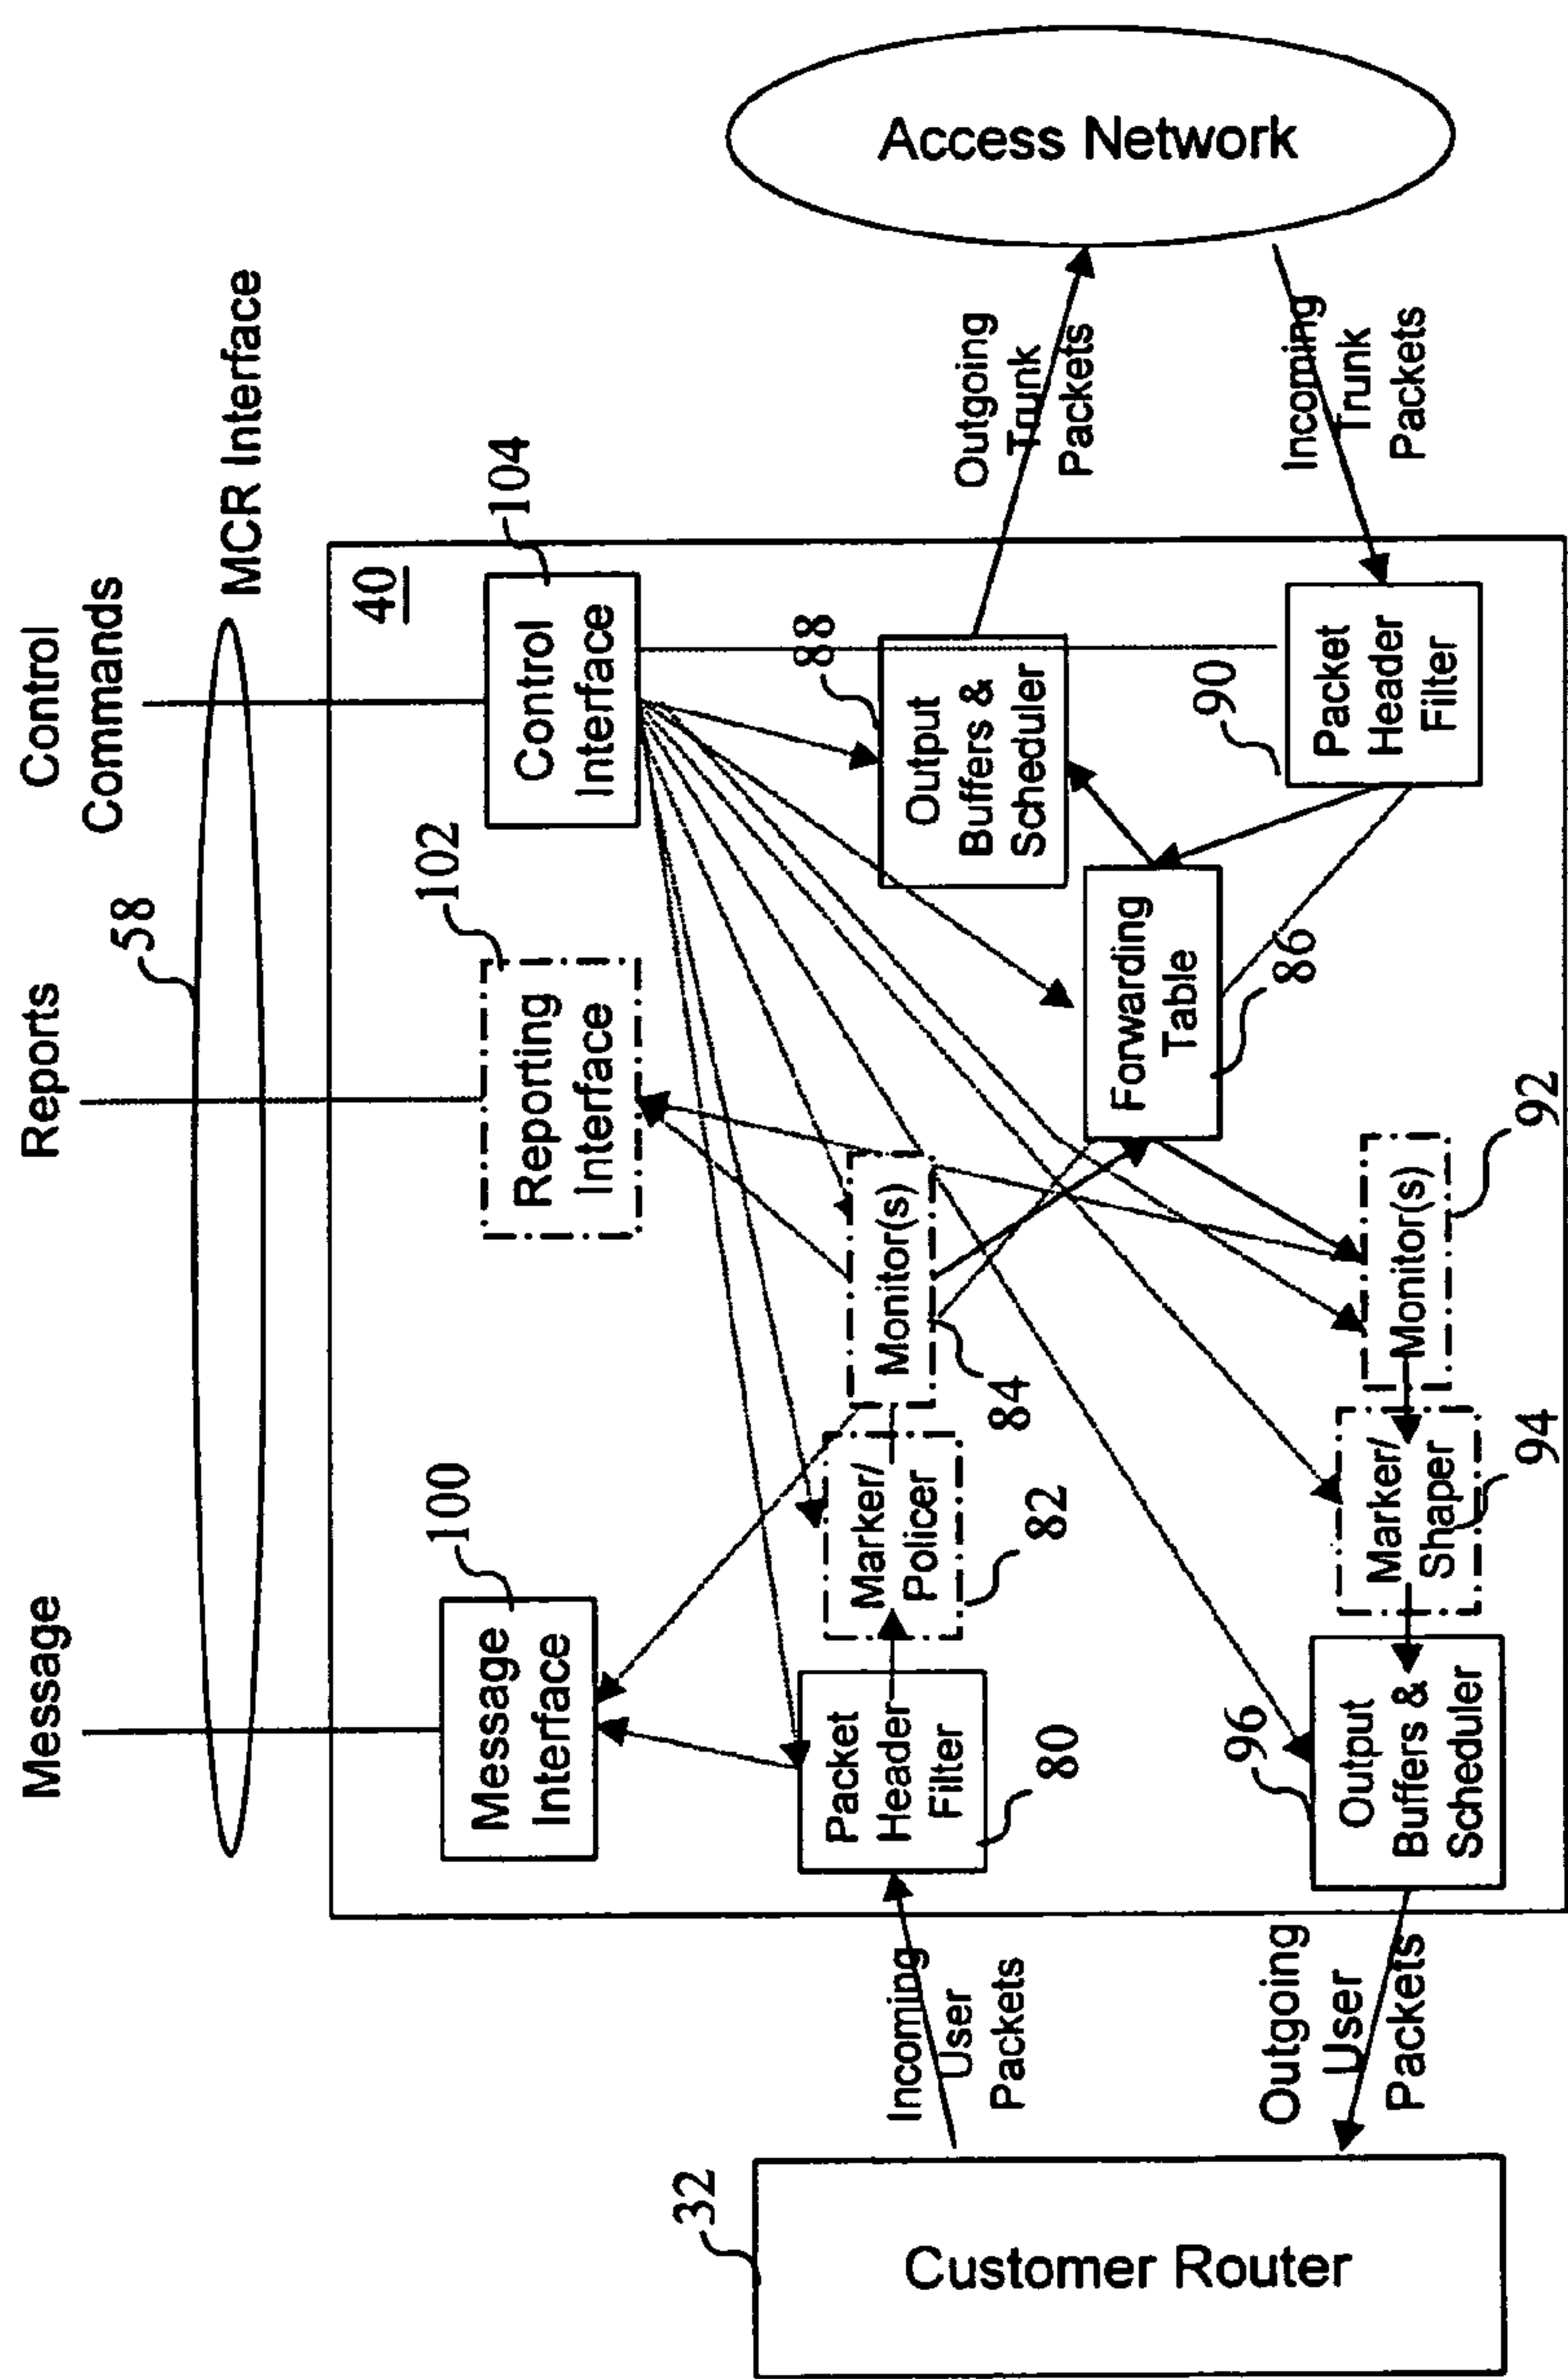 Message
Reports
Control
Commands
58
MCR Interface
40
100
Message
Interface
102
Reporting
Interface
104
Control
Interface
32
Customer Router
Incoming
User
Packets
Packet
Header
Filter
80
Marker/
Policer
82
Monitor(s)
84
Forwarding
Table
86
88
Output
Buffers &
Scheduler
Outgoing
Trunk
Packets
Access Network
Incoming
Trunk
Packets
90
Packet
Header
Filter
Monitor(s)
92
Marker/
Shaper
94
96
Output
Buffers &
Scheduler
Outgoing
User
Packets